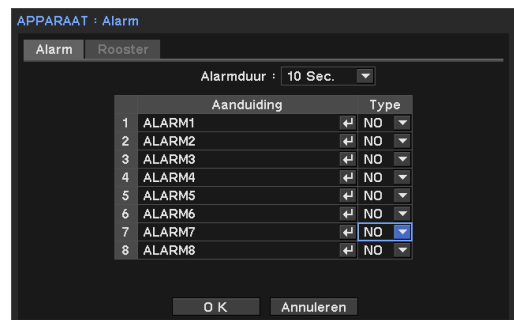 APPARAAT : Alarm
Alarm Rooster
Alarmduur : 10 Sec.
Aanduiding Type
1 ALARM1 NO
2 ALARM2 NO
3 ALARM3 NO
4 ALARM4 NO
5 ALARM5 NO
6 ALARM6 NO
7 ALARM7 NO
8 ALARM8 NO
OK Annuleren